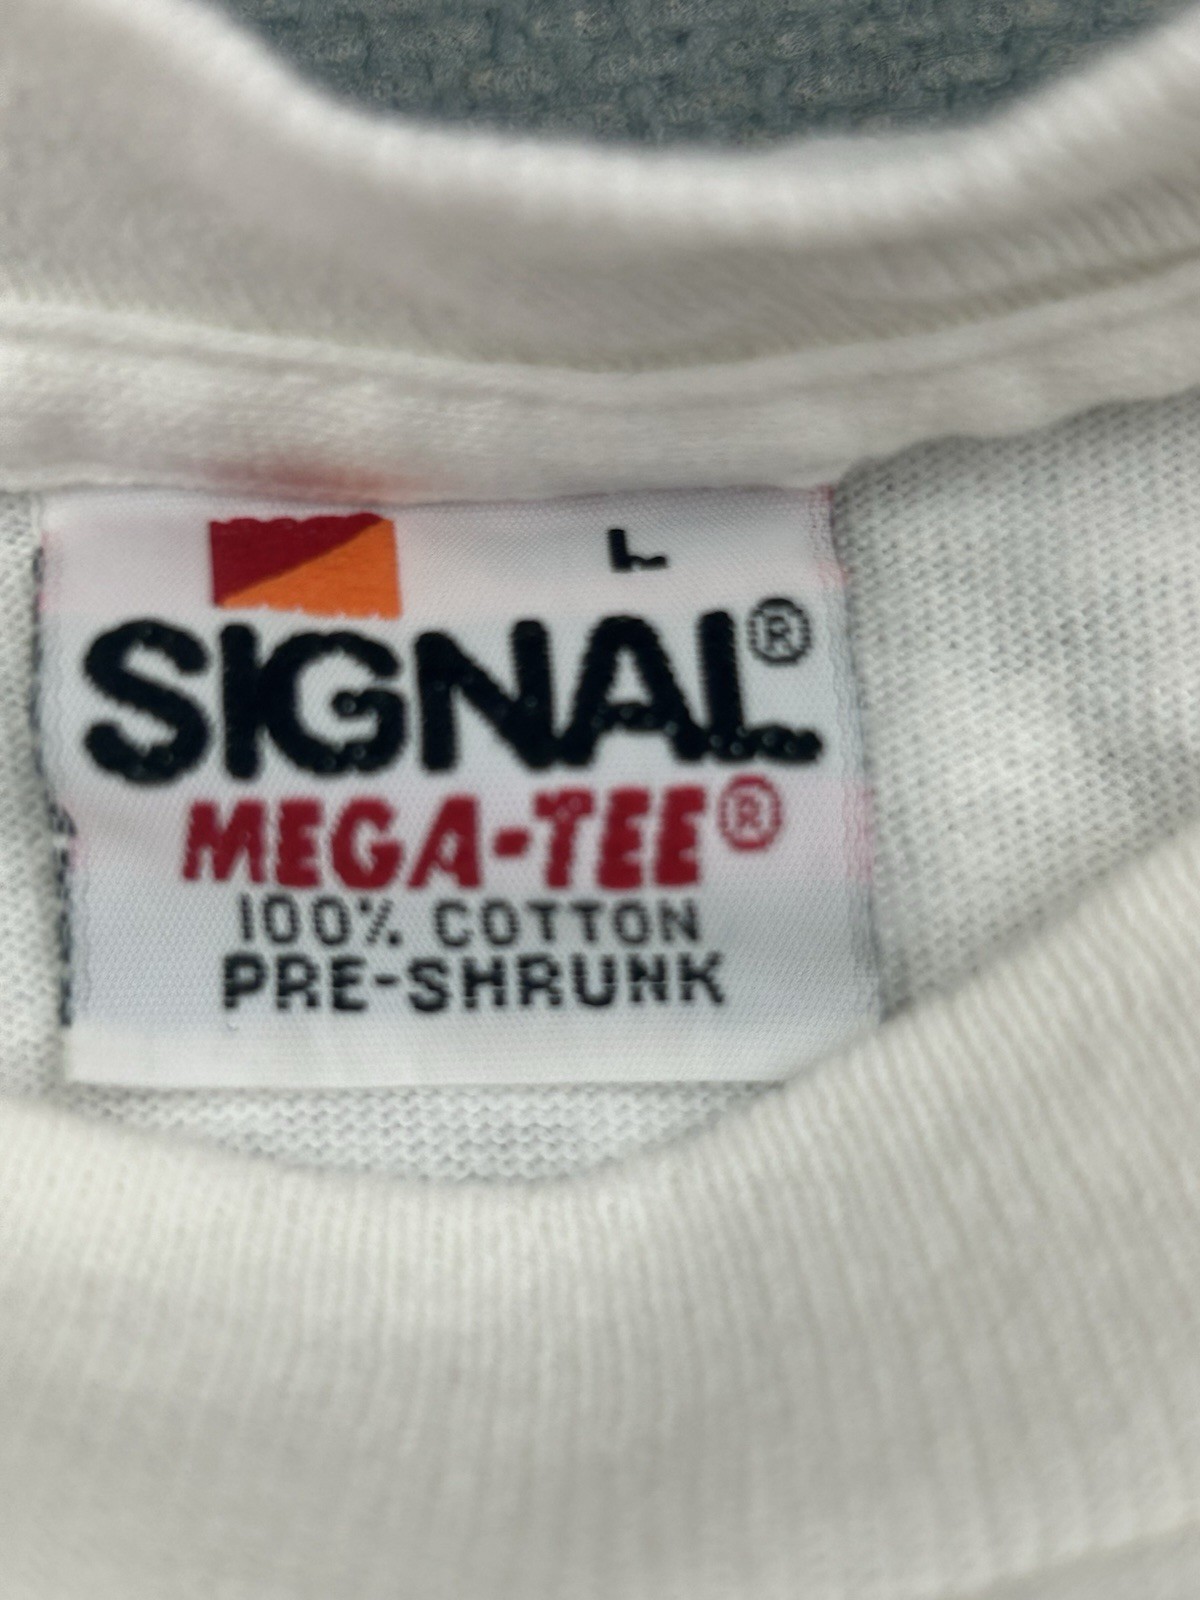 L
SIGNAL®
MEGA-TEE®
100% COTTON
PRE-SHRUNK